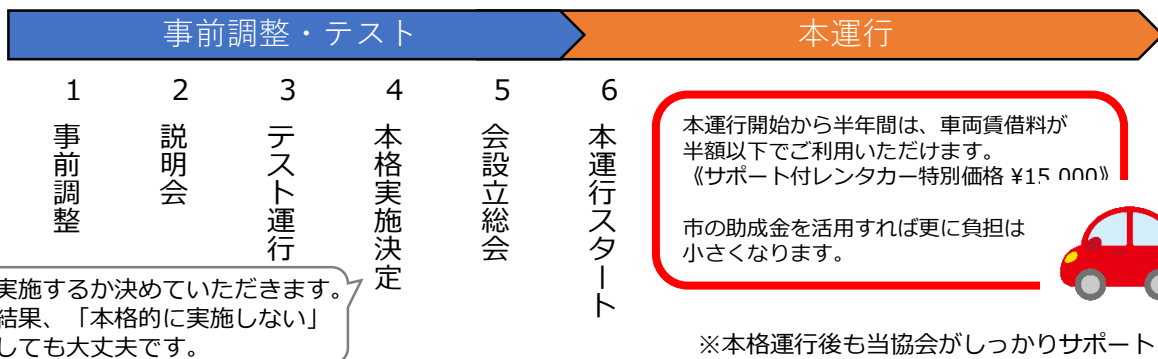 事前調整・テスト
本運行
1
事前調整
2
説明会
3
テスト運行
4
本格実施決定
5
会設立総会
6
本運行スタート
本運行開始から半年間は、車両賃借料が
半額以下でご利用いただけます。
《サポート付レンタカー特別価格 ¥15,000》
市の助成金を活用すれば更に負担は
小さくなります。
実施するか決めていただきます。
結果、「本格的に実施しない」
しても大丈夫です。
※本格運行後も当協会がしっかりサポート